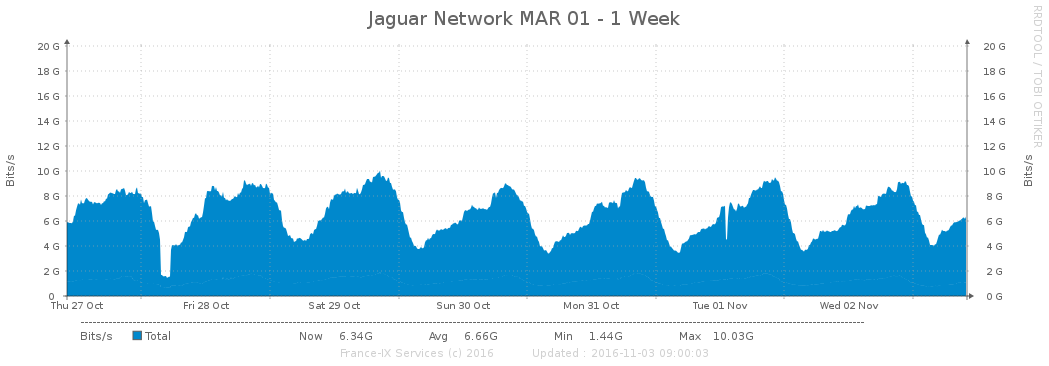 Jaguar Network MAR 01 - 1 Week
RRDTOOL / TOBI OETIKER
Bits/s
Bits/s
20 G 20 G
18 G 18 G
16 G 16 G
14 G 14 G
12 G 12 G
10 G 10 G
8 G 8 G
6 G 6 G
4 G 4 G
2 G 2 G
0 0 G
Thu 27 Oct Fri 28 Oct Sat 29 Oct Sun 30 Oct Mon 31 Oct Tue 01 Nov Wed 02 Nov
Bits/s Total Now 6.34G Avg 6.66G Min 1.44G Max 10.03G
France-IX Services (c) 2016 Updated : 2016-11-03 09:00:03